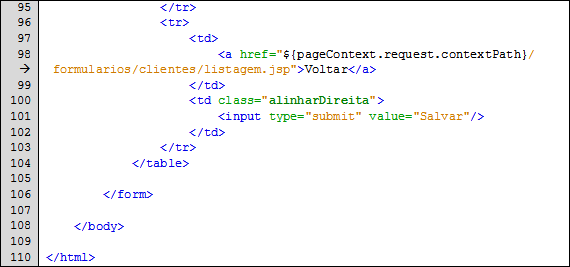 95 </tr>
96 <tr>
97 <td>
98 <a href="${pageContext.request.contextPath}/
→ formularios/clientes/listagem.jsp">Voltar</a>
99 </td>
100 <td class="alinharDireita">
101 <input type="submit" value="Salvar"/>
102 </td>
103 </tr>
104 </table>
105
106 </form>
107
108 </body>
109
110 </html>